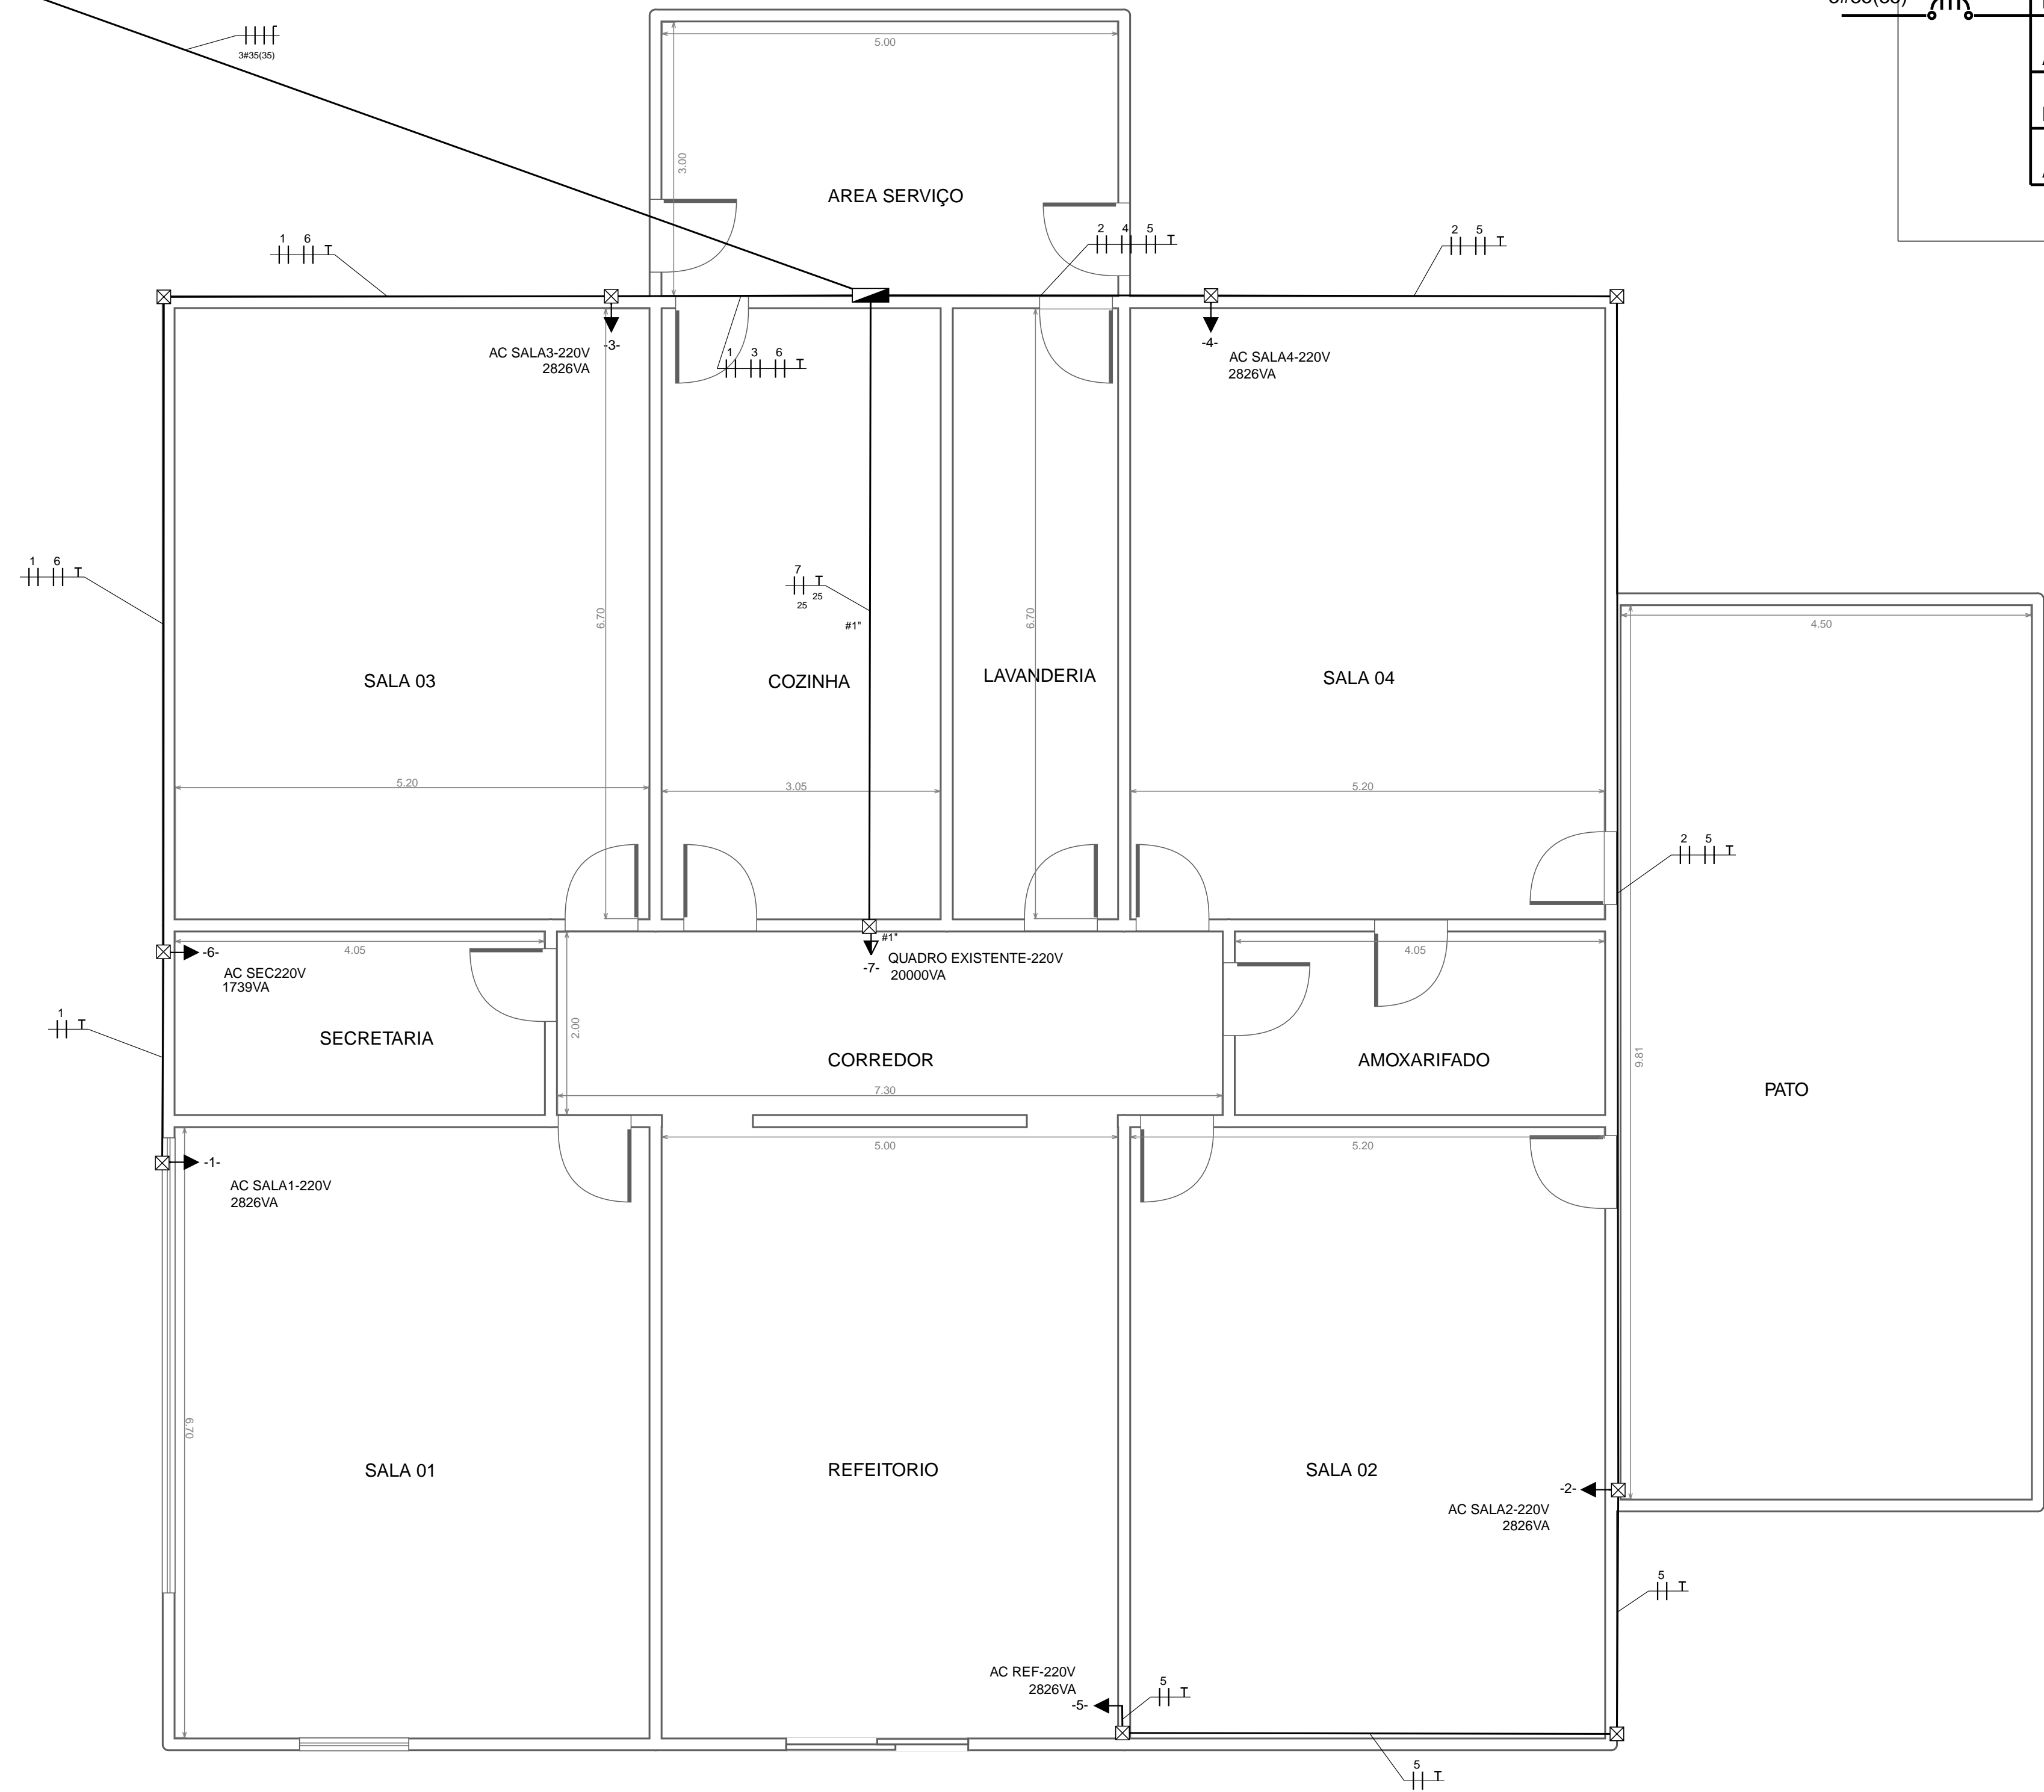 3#35(35)
5.00
3.00
AREA SERVIÇO
1 6 T
2 4 5 T
2 5 T
AC SALA3-220V
2826VA
-3-
1 3 6 T
-4-
AC SALA4-220V
2826VA
1 6 T
7 T
25 25
#1"
6.70
6.70
4.50
SALA 03
COZINHA
LAVANDERIA
SALA 04
5.20
3.05
5.20
2 5 T
-6-
AC SEC220V
1739VA
4.05
#1"
-7-
QUADRO EXISTENTE-220V
20000VA
4.05
1 T
SECRETARIA
2.00
CORREDOR
7.30
AMOXARIFADO
9.81
PATO
5.00
5.20
-1-
AC SALA1-220V
2826VA
6.70
SALA 01
REFEITORIO
SALA 02
-2-
AC SALA2-220V
2826VA
5 T
AC REF-220V
2826VA
-5-
5 T
5 T